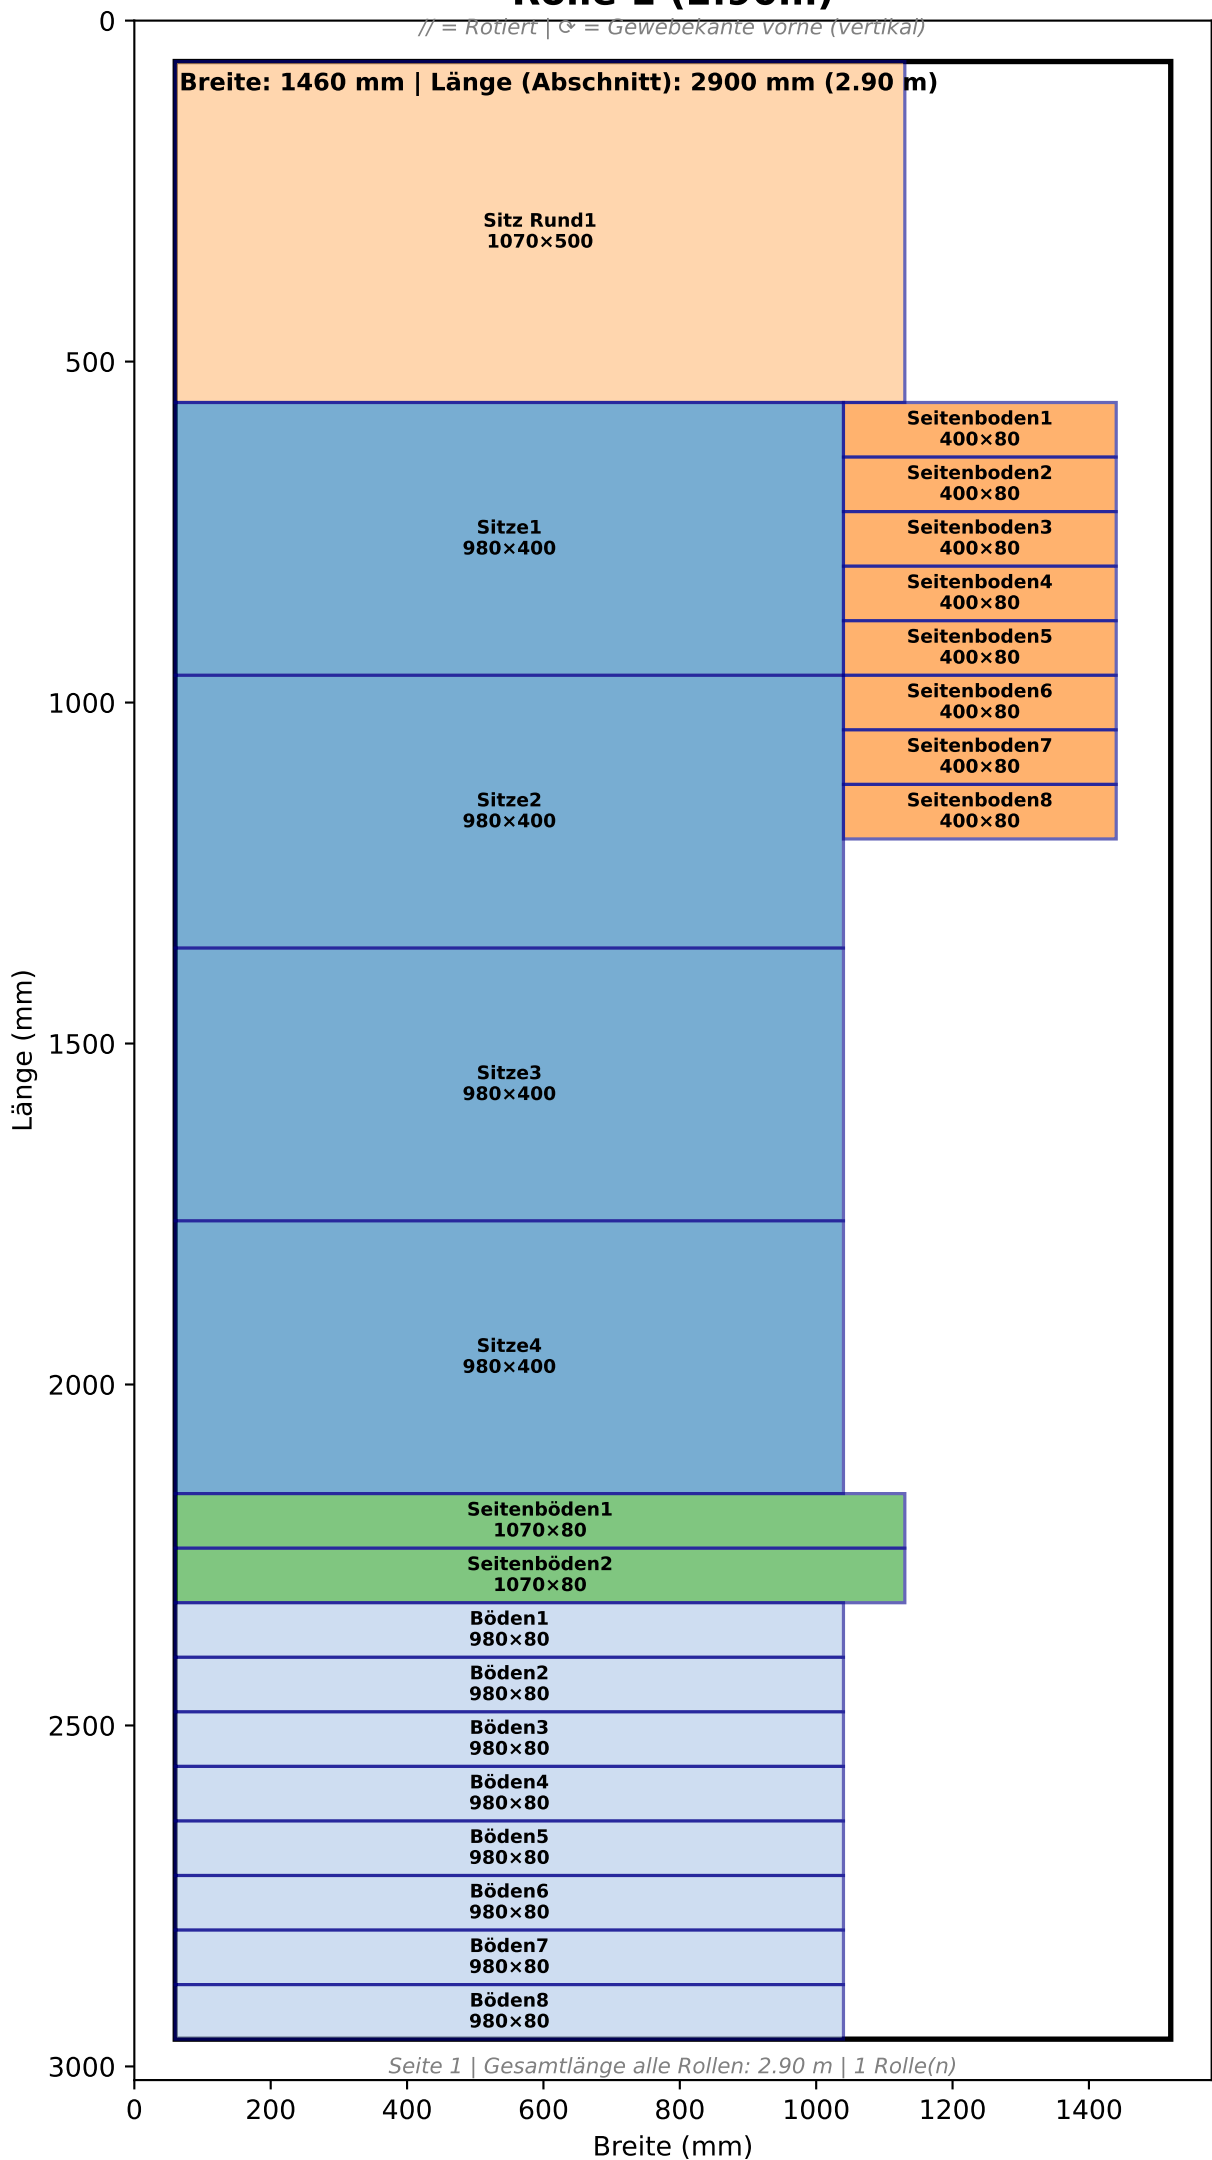 Rolle 1 (2.90m)
// = Rotiert | ⟳ = Gewebekante vorne (vertikal)
Breite: 1460 mm | Länge (Abschnitt): 2900 mm (2.90 m)
Sitz Rund1
1070×500
Sitze1
980×400
Seitenboden1
400×80
Seitenboden2
400×80
Seitenboden3
400×80
Seitenboden4
400×80
Seitenboden5
400×80
Seitenboden6
400×80
Seitenboden7
400×80
Seitenboden8
400×80
Sitze2
980×400
Sitze3
980×400
Sitze4
980×400
Seitenböden1
1070×80
Seitenböden2
1070×80
Böden1
980×80
Böden2
980×80
Böden3
980×80
Böden4
980×80
Böden5
980×80
Böden6
980×80
Böden7
980×80
Böden8
980×80
Seite 1 | Gesamtlänge alle Rollen: 2.90 m | 1 Rolle(n)
0
500
1000
1500
2000
2500
3000
Länge (mm)
0 200 400 600 800 1000 1200 1400
Breite (mm)